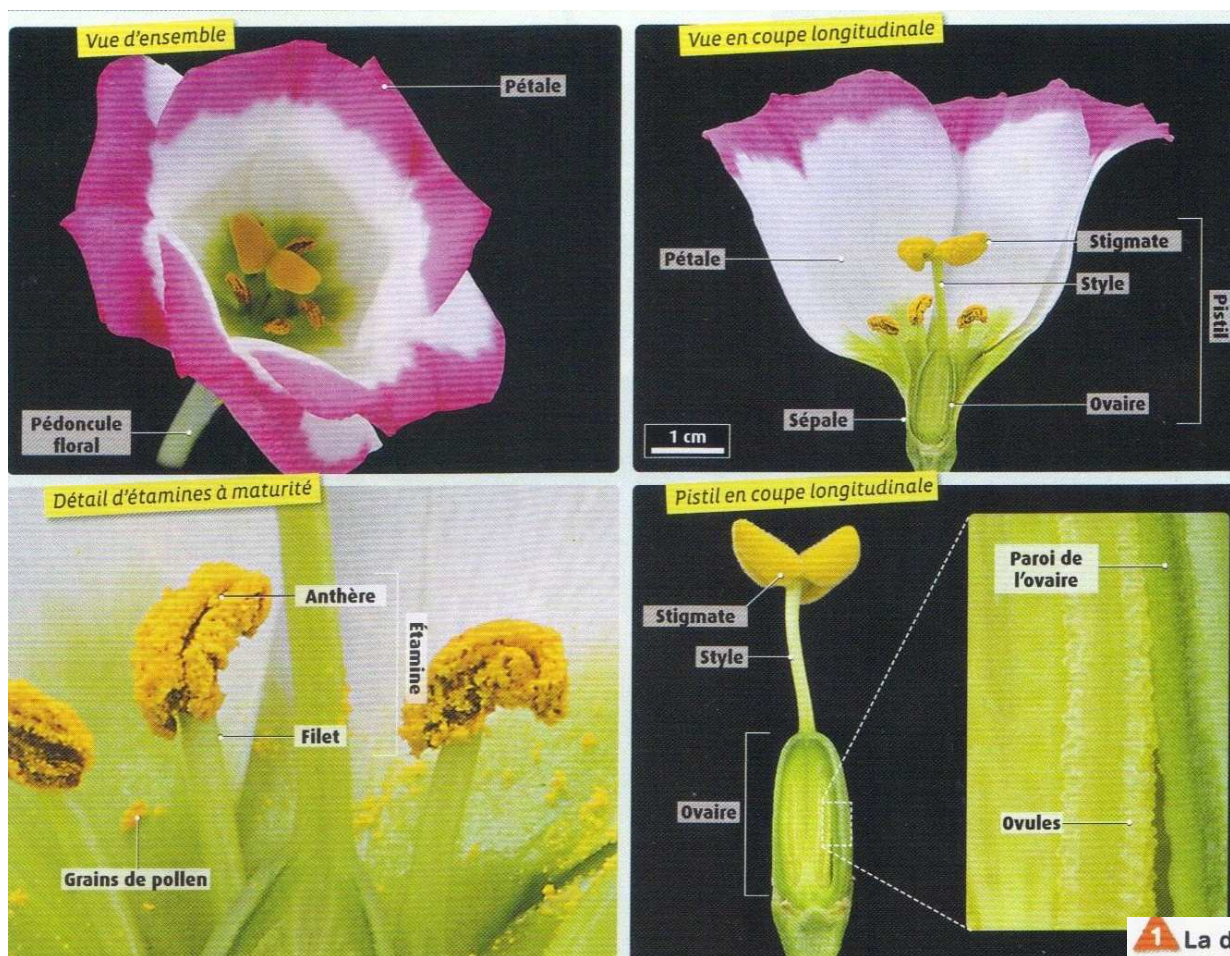 Vue d'ensemble
Pétale
Pédoncule
floral
Vue en coupe longitudinale
Pétale
Stigmate
Style
Pistil
Ovaire
Sépale
1 cm
Détail d'étamines à maturité
Anthère
Étamine
Filet
Grains de pollen
Pistil en coupe longitudinale
Stigmate
Style
Ovaire
Paroi de
l'ovaire
Ovules
1 La d